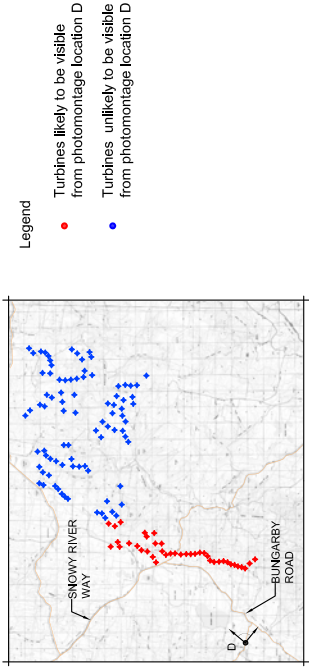 Legend
Turbines likely to be visible
from photomontage location D
Turbines unlikely to be visible
from photomontage location D
SNOWY RIVER
WAY
BUNGARBY
ROAD
D